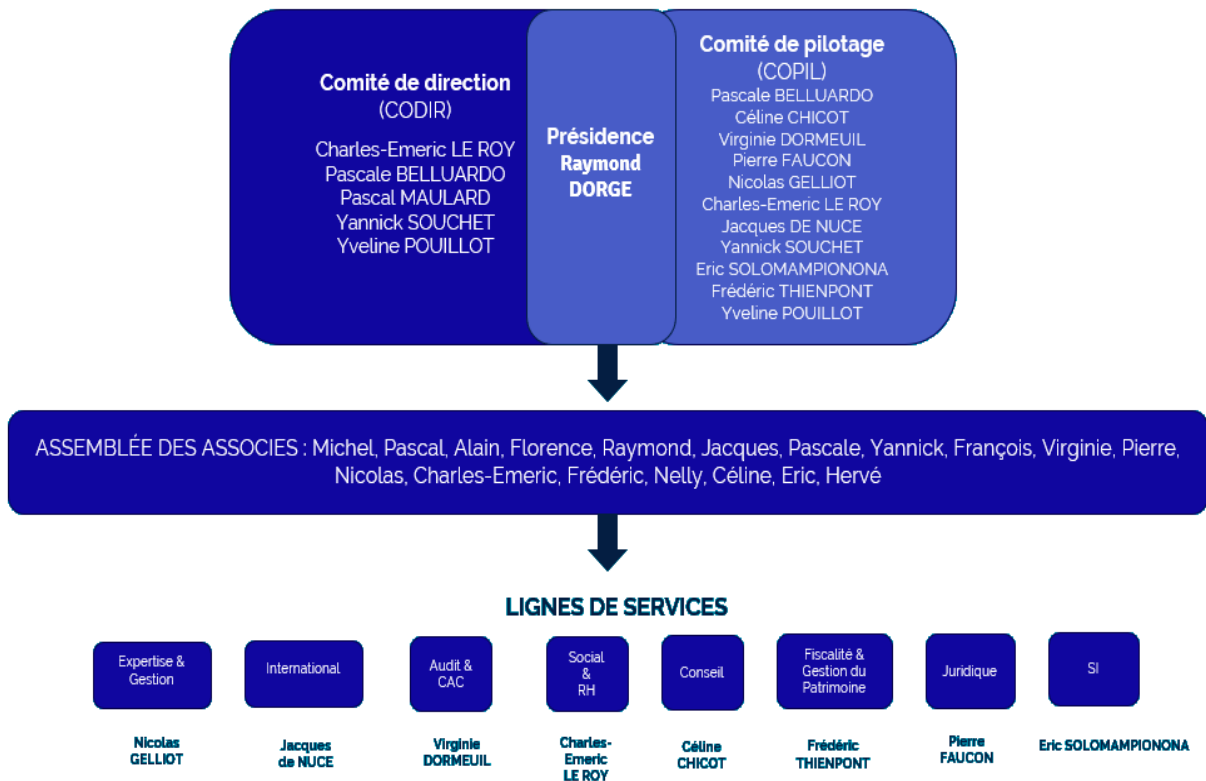 Comité de direction
(CODIR)
Charles-Emeric LE ROY
Pascale BELLUARDO
Pascal MAULARD
Yannick SOUCHET
Yveline POUILLOT
Présidence
Raymond
DORGE
Comité de pilotage
(COPIL)
Pascale BELLUARDO
Céline CHICOT
Virginie DORMEUIL
Pierre FAUCON
Nicolas GELLIOT
Charles-Emeric LE ROY
Jacques DE NUCE
Yannick SOUCHET
Eric SOLOMAMPIONONA
Frédéric THIENPONT
Yveline POUILLOT
ASSEMBLÉE DES ASSOCIES : Michel, Pascal, Alain, Florence, Raymond, Jacques, Pascale, Yannick, François, Virginie, Pierre,
Nicolas, Charles-Emeric, Frédéric, Nelly, Céline, Eric, Hervé
LIGNES DE SERVICES
Expertise &
Gestion
International
Audit &
CAC
Social
&
RH
Conseil
Fiscalité &
Gestion du
Patrimoine
Juridique
SI
Nicolas
GELLIOT
Jacques
de NUCE
Virginie
DORMEUIL
Charles-
Emeric
LE ROY
Céline
CHICOT
Frédéric
THIENPONT
Pierre
FAUCON
Eric SOLOMAMPIONONA